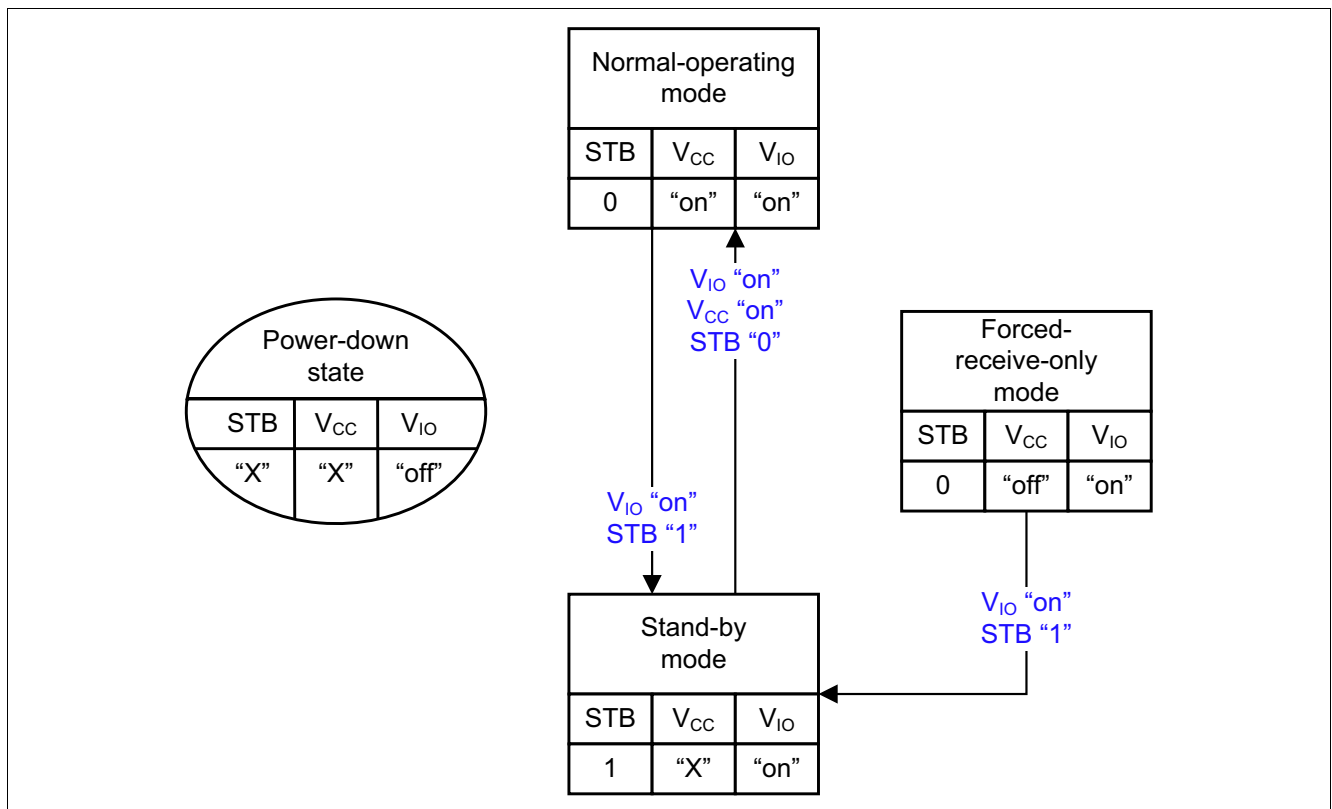 Normal-operating
mode
STB VCC VIO
0 “on” “on”
VIO “on”
VCC “on”
STB “0”
Power-down
state
STB VCC VIO
“X” “X” “off”
Forced-
receive-only
mode
STB VCC VIO
0 “off” “on”
VIO “on”
STB “1”
VIO “on”
STB “1”
Stand-by
mode
STB VCC VIO
1 “X” “on”